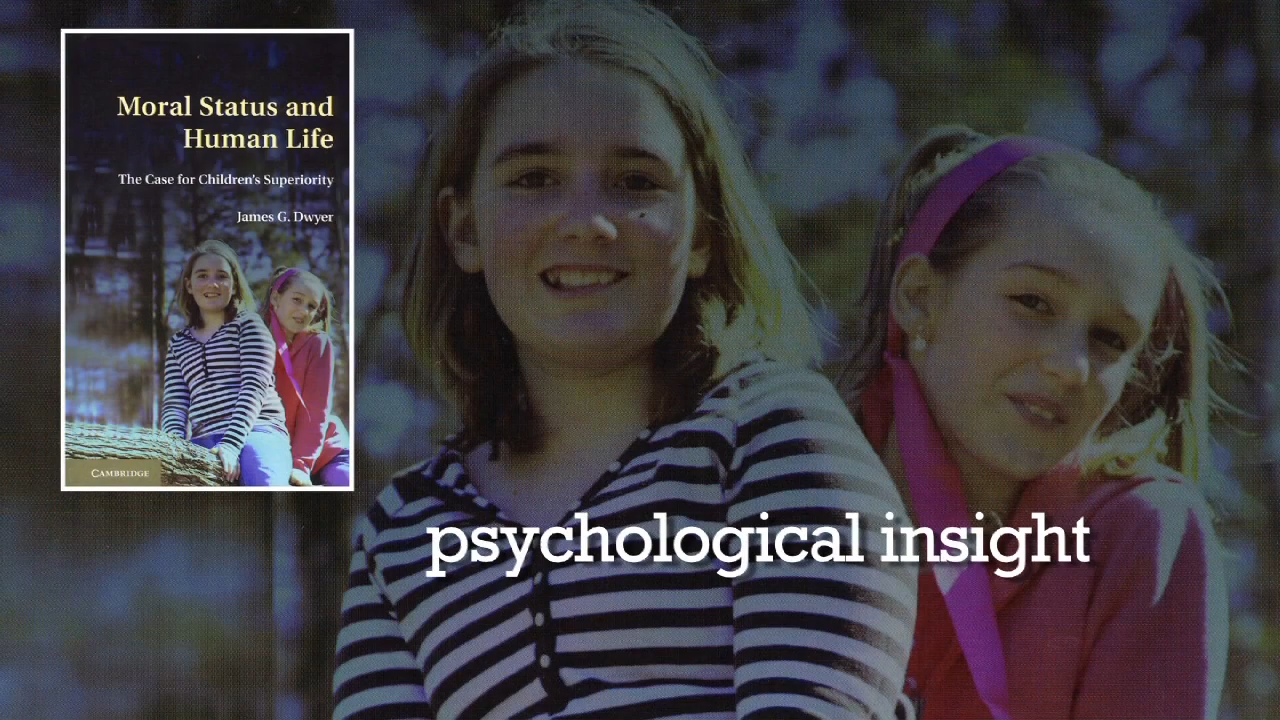 Moral Status and
Human Life
The Case for Children's Superiority
James G. Dwyer
CAMBRIDGE
psychological insight